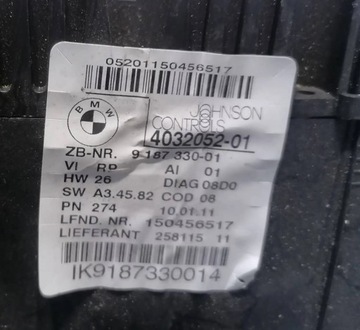 05201150456517
BMW
JOHNSON
CONTROLS
4032052-01
ZB-NR. 9 187 330-01
VI RP AI 01
HW 26 DIAG 08D0
SW A3.45.82 COD 08
PN 274 10.01.11
LFND. NR. 150456517
LIEFERANT 258115 11
IK9187330014